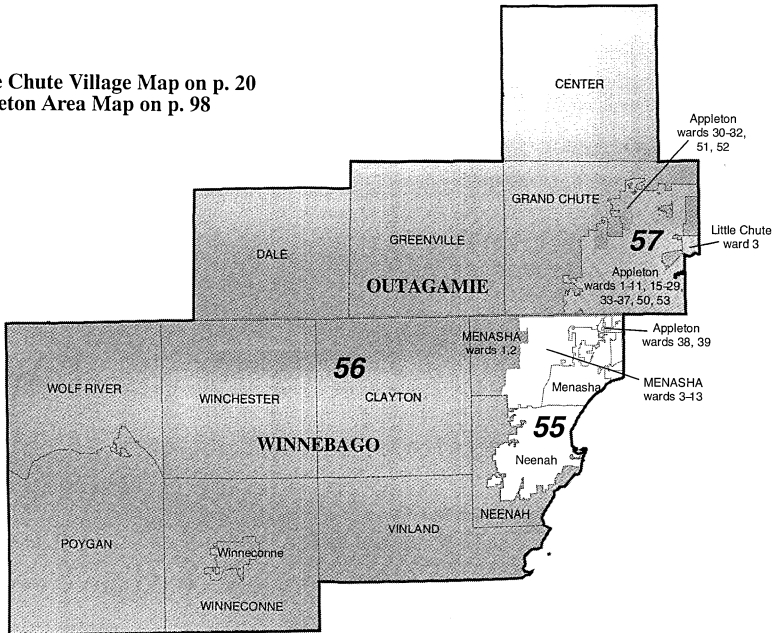 Chute Village Map on p. 20
Area Map on p. 98
CENTER
Appleton
wards 30-32,
51, 52
GRAND CHUTE
Little Chute
ward 3
57
DALE
GREENVILLE
OUTAGAMIE
Appleton
wards 1-11, 15-29,
33-37, 50, 53
MENASHA
wards 1,2
Appleton
wards 38, 39
56
WOLF RIVER
WINCHESTER
CLAYTON
Menasha
MENASHA
wards 3-13
55
WINNEBAGO
Neenah
NEENAH
VINLAND
POYGAN
Winneconne
WINNECONNE